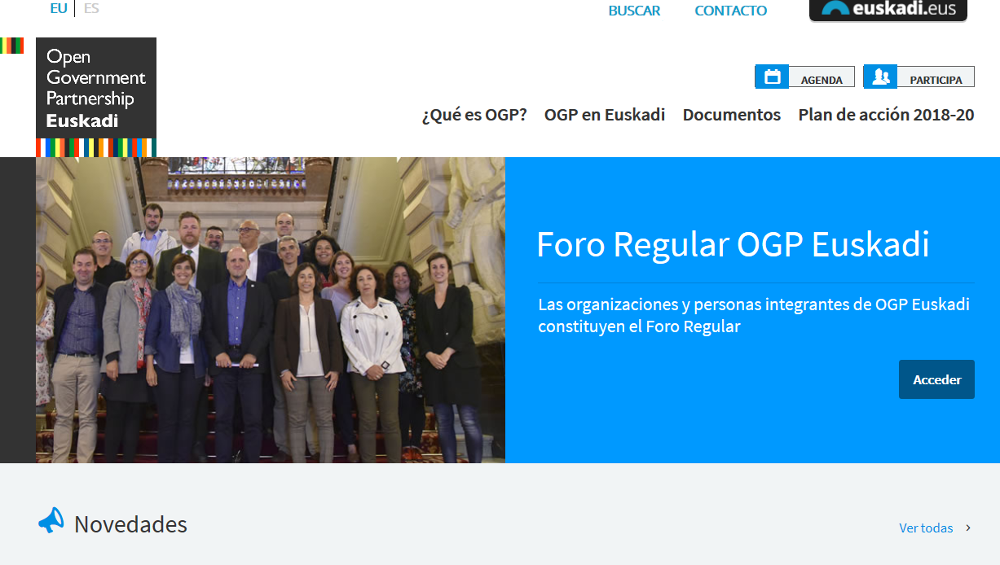 EU ES
BUSCAR CONTACTO
euskadi.eus
Open
Government
Partnership
Euskadi
AGENDA PARTICIPA
¿Qué es OGP? OGP en Euskadi Documentos Plan de acción 2018-20
Foro Regular OGP Euskadi
Las organizaciones y personas integrantes de OGP Euskadi
constituyen el Foro Regular
Acceder
Novedades
Ver todas